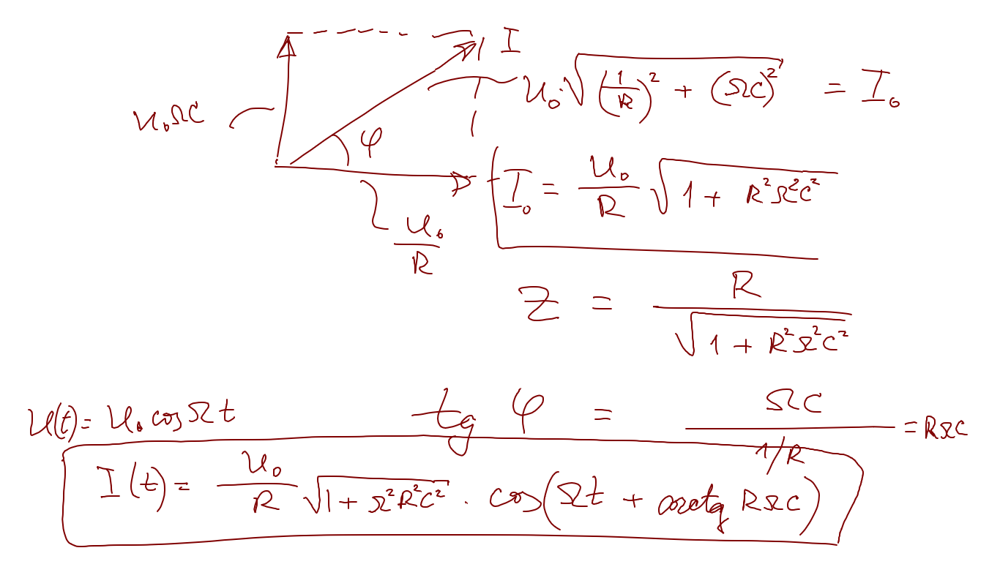 I
U₀ΩC
φ
U₀·√((1/R)² + (ΩC)²) = I₀
U₀/R
I₀ = U₀/R √(1 + R²Ω²C²)
Z = R/√(1 + R²Ω²C²)
U(t) = U₀ cos Ωt
tg φ = ΩC/(1/R) = RΩC
I(t) = U₀/R √(1 + Ω²R²C²) · cos(Ωt + arctg RΩC)